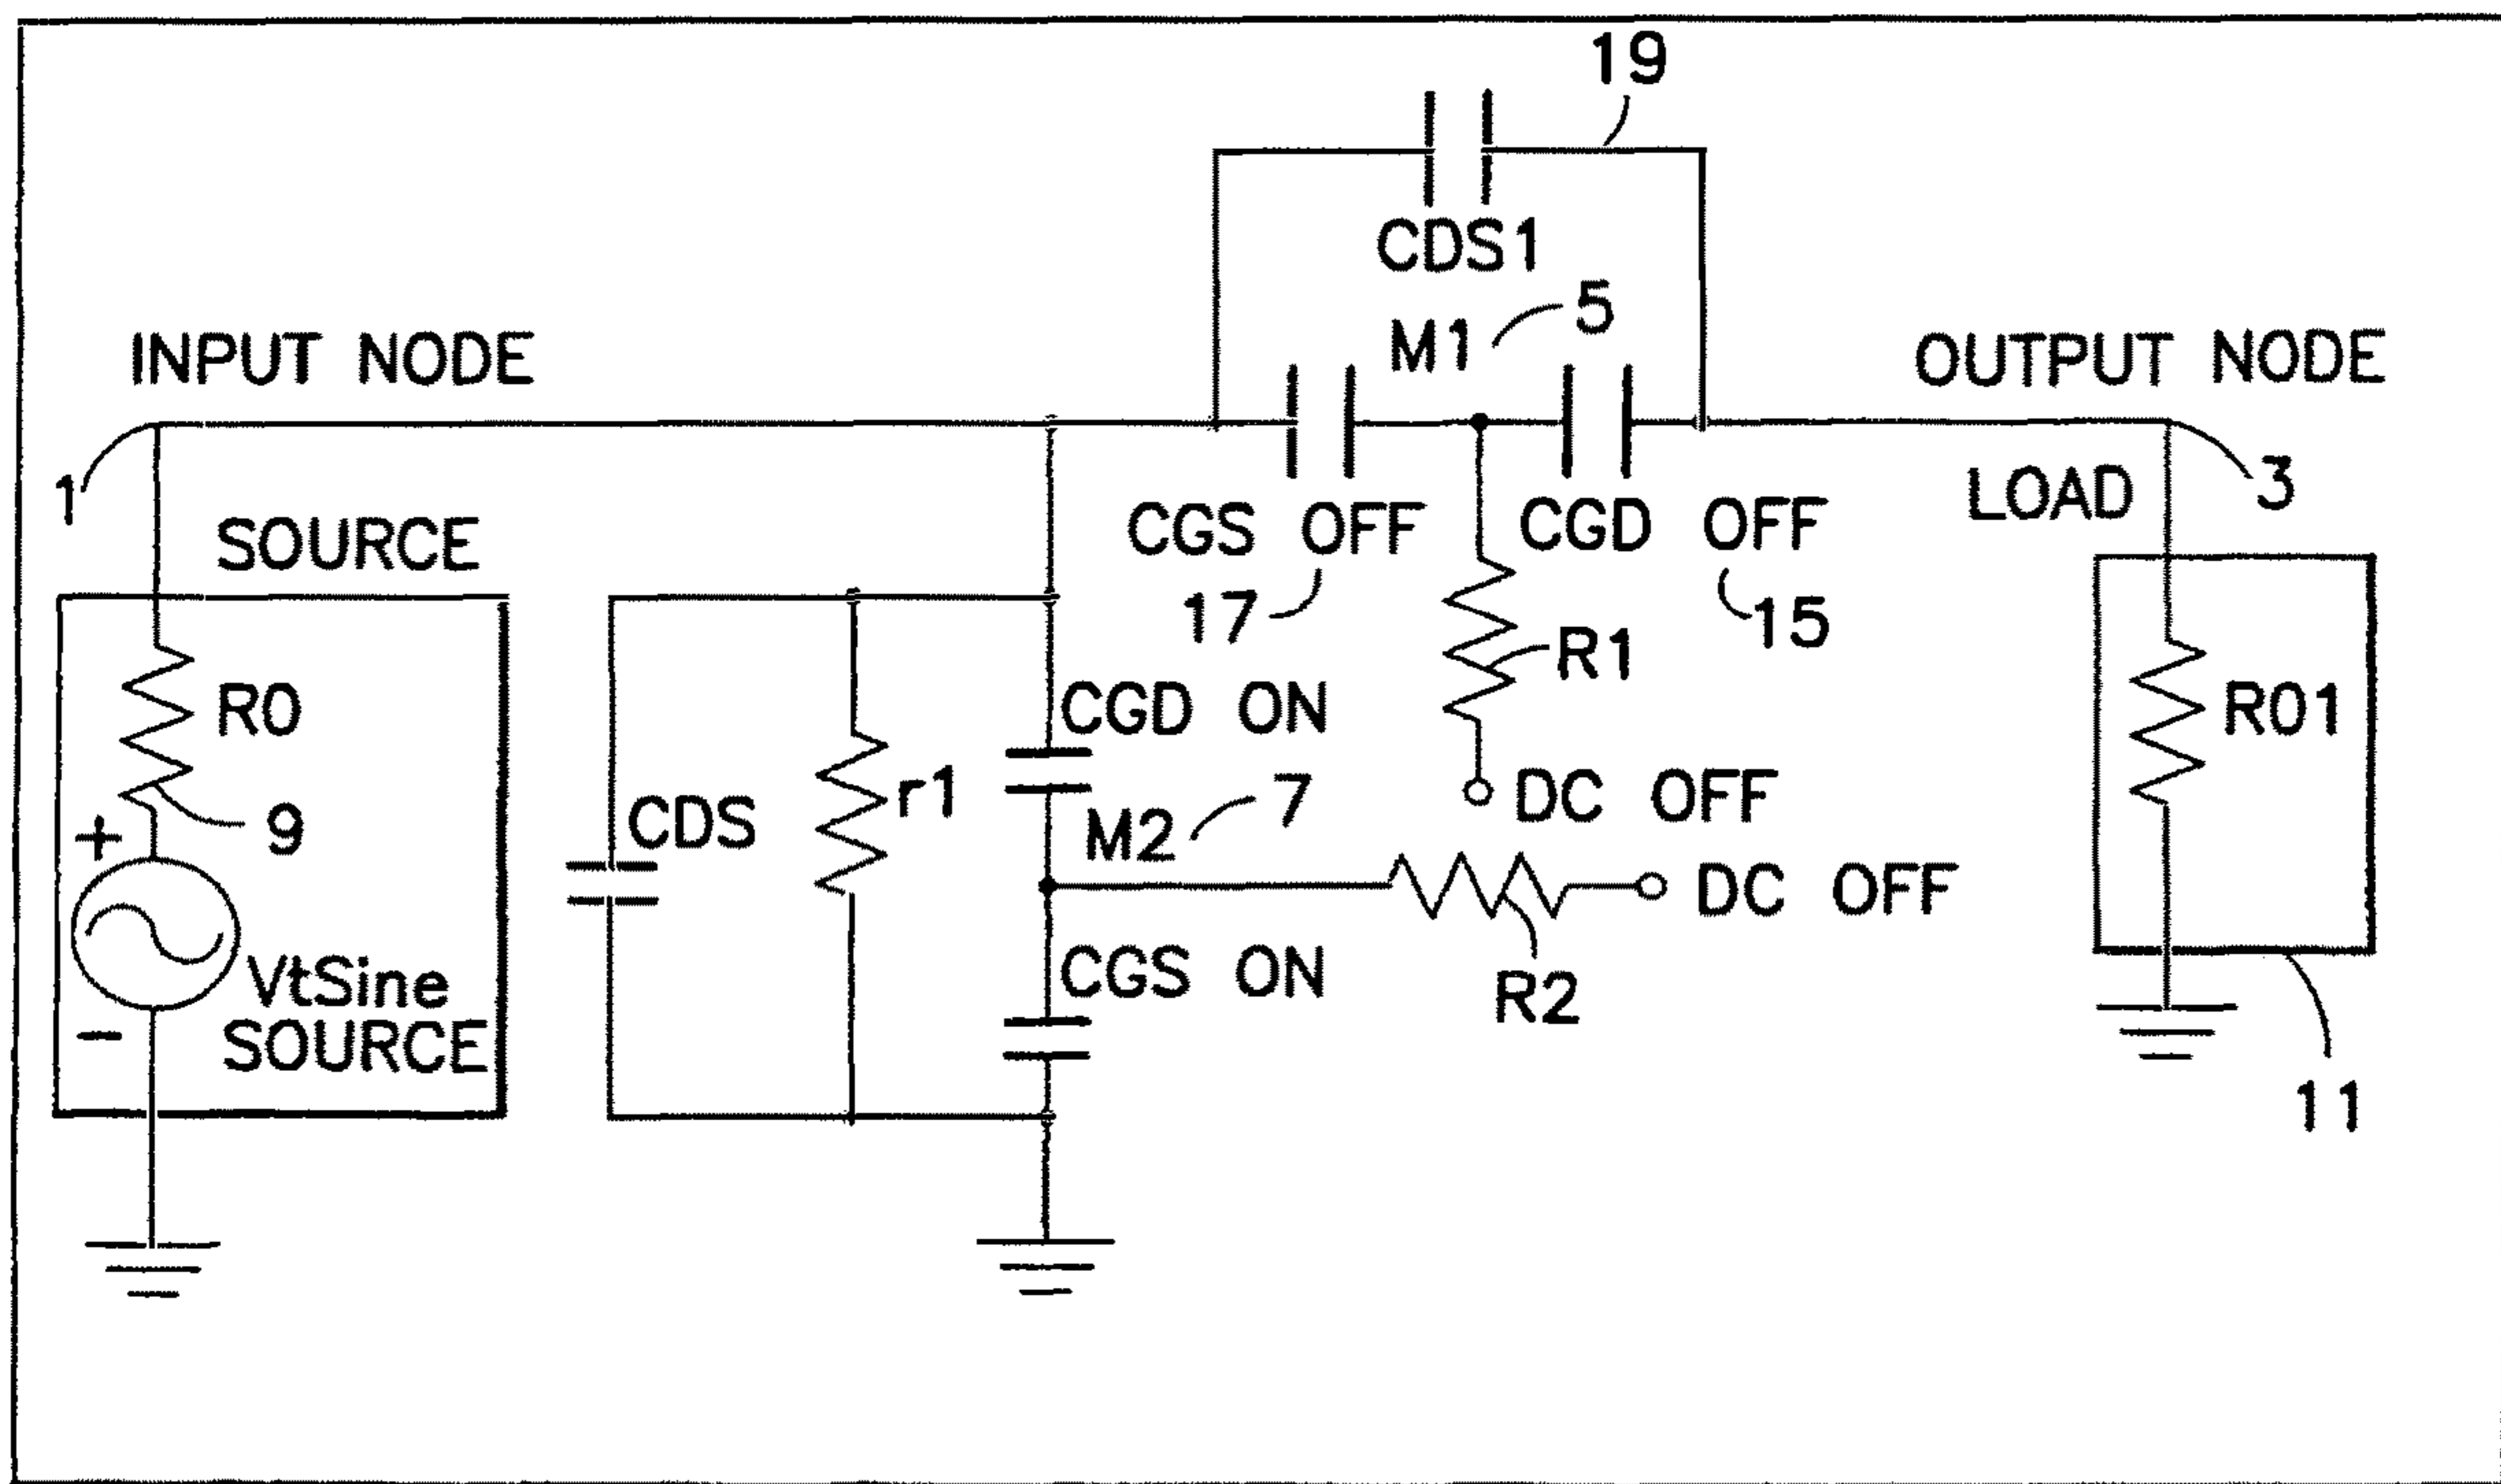 19
CDS1
M1 5
INPUT NODE
OUTPUT NODE
1
3
LOAD
SOURCE
CGS OFF
CGD OFF
17
15
R1
R0
CGD ON
R01
9
+
CDS
r1
M2 7
DC OFF
DC OFF
VtSine
SOURCE
-
CGS ON
R2
11